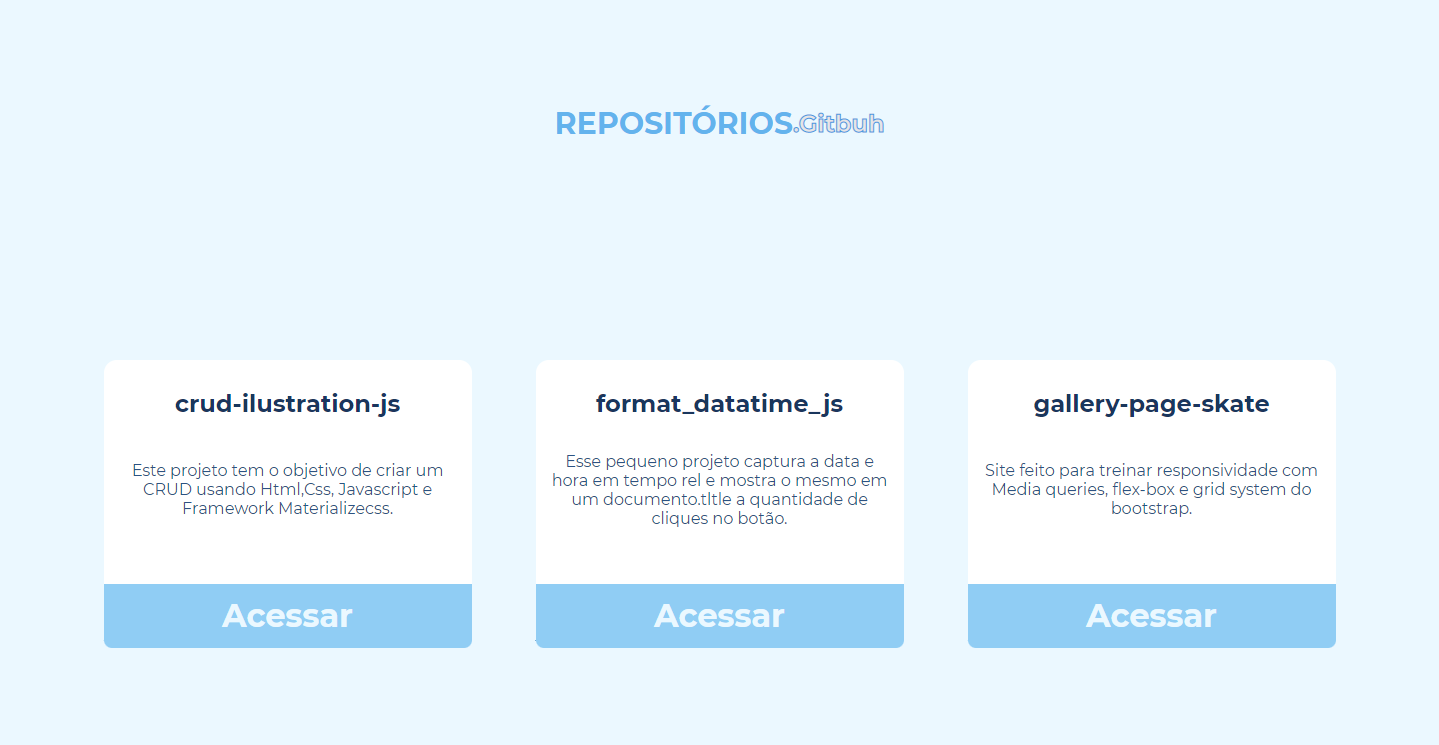 REPOSITÓRIOS.Gitbuh
crud-ilustration-js
Este projeto tem o objetivo de criar um
CRUD usando Html,Css, Javascript e
Framework Materializecss.
Acessar
format_datatime_js
Esse pequeno projeto captura a data e
hora em tempo rel e mostra o mesmo em
um documento.tltle a quantidade de
cliques no botão.
Acessar
gallery-page-skate
Site feito para treinar responsividade com
Media queries, flex-box e grid system do
bootstrap.
Acessar